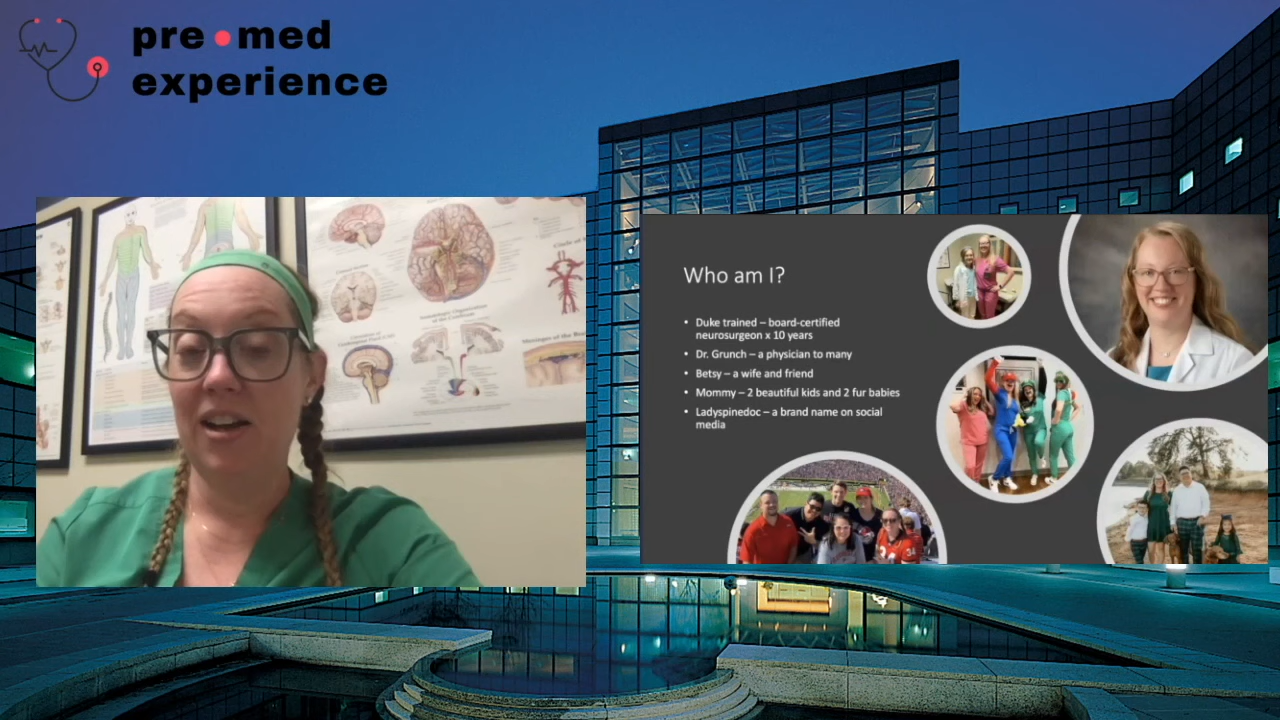 pre med
experience
Who am I?
• Duke trained – board-certified
neurosurgeon x 10 years
• Dr. Grunch – a physician to many
• Betsy – a wife and friend
• Mommy – 2 beautiful kids and 2 fur babies
• Ladyspinedoc – a brand name on social
media